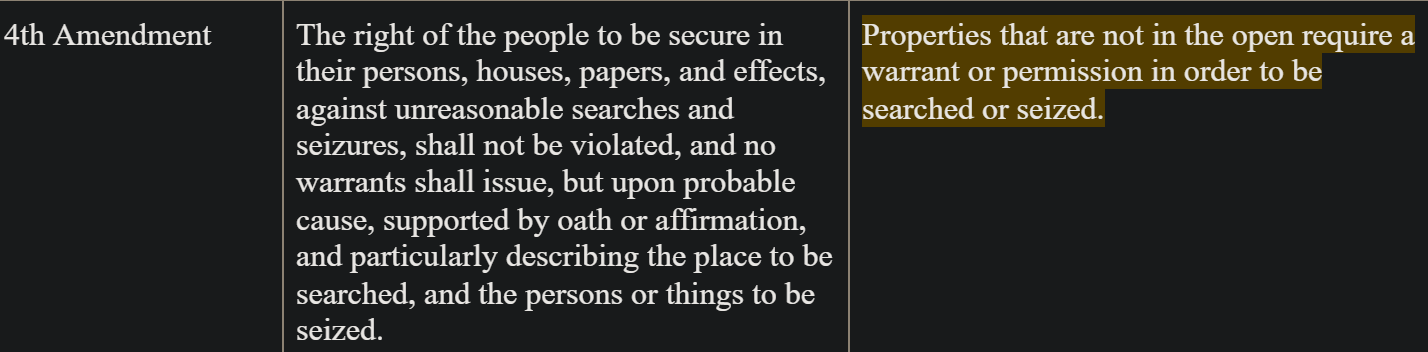 4th Amendment
The right of the people to be secure in
their persons, houses, papers, and effects,
against unreasonable searches and
seizures, shall not be violated, and no
warrants shall issue, but upon probable
cause, supported by oath or affirmation,
and particularly describing the place to be
searched, and the persons or things to be
seized.
Properties that are not in the open require a
warrant or permission in order to be
searched or seized.